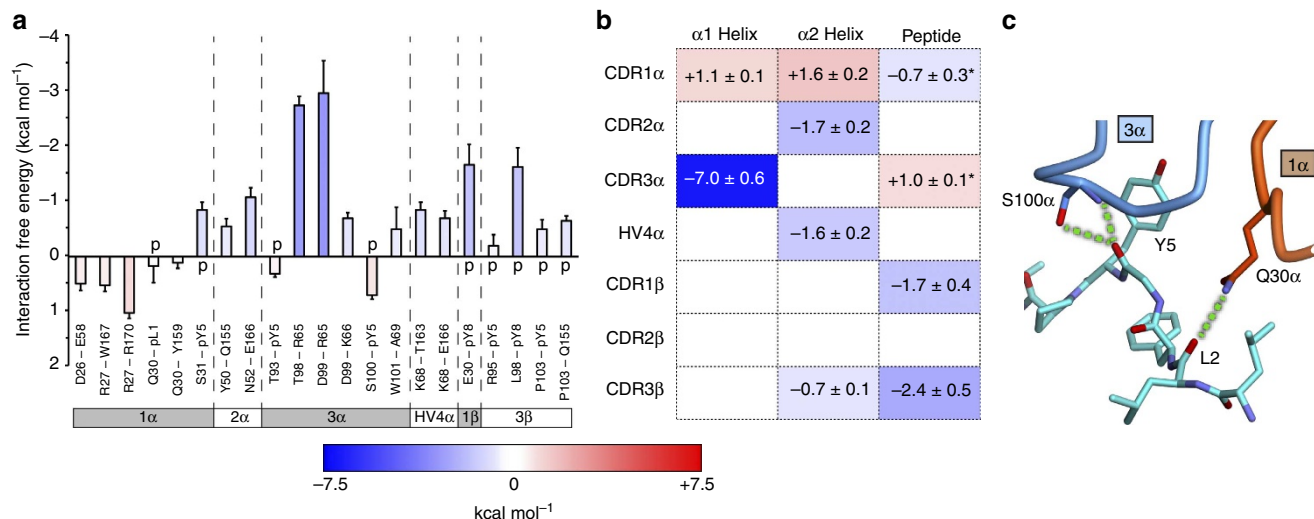 a
Interaction free energy (kcal mol⁻¹)
–4
–3
–2
–1
0
1
2
p
p
p
p
p
p
p
p
p
D26 – E58
R27 – W167
R27 – R170
Q30 – pL1
Q30 – Y159
S31 – pY5
Y50 – Q155
N52 – E166
T93 – pY5
T98 – R65
D99 – R65
D99 – K66
S100 – pY5
W101 – A69
K68 – T163
K68 – E166
E30 – pY8
R95 – pY5
L98 – pY8
P103 – pY5
P103 – Q155
1α 2α 3α HV4α 1β 3β
–7.5 0 +7.5
kcal mol⁻¹
b
α1 Helix α2 Helix Peptide
CDR1α +1.1 ± 0.1 +1.6 ± 0.2 –0.7 ± 0.3*
CDR2α –1.7 ± 0.2
CDR3α –7.0 ± 0.6 +1.0 ± 0.1*
HV4α –1.6 ± 0.2
CDR1β –1.7 ± 0.4
CDR2β
CDR3β –0.7 ± 0.1 –2.4 ± 0.5
c
3α
1α
S100α
Y5
Q30α
L2